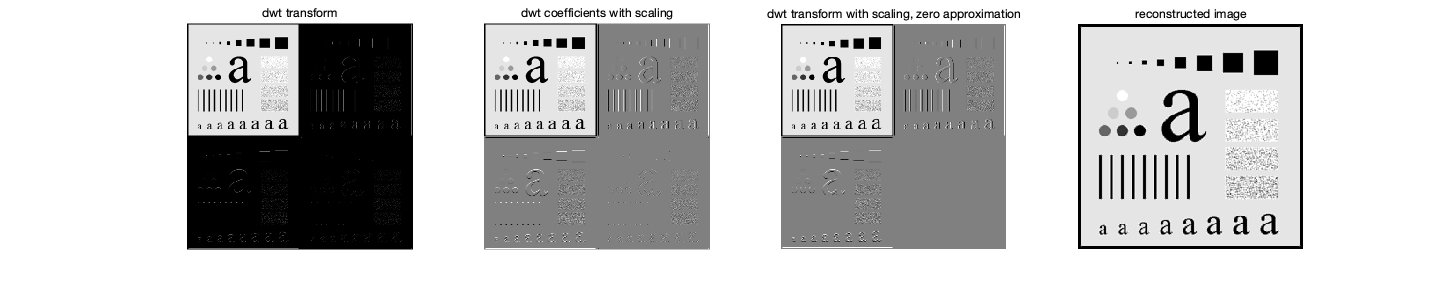 dwt transform
dwt coefficients with scaling
dwt transform with scaling, zero approximation
reconstructed image
a
a a a a a a a a
a
a a a a a a a a
a
a a a a a a a a
a
a a a a a a a a